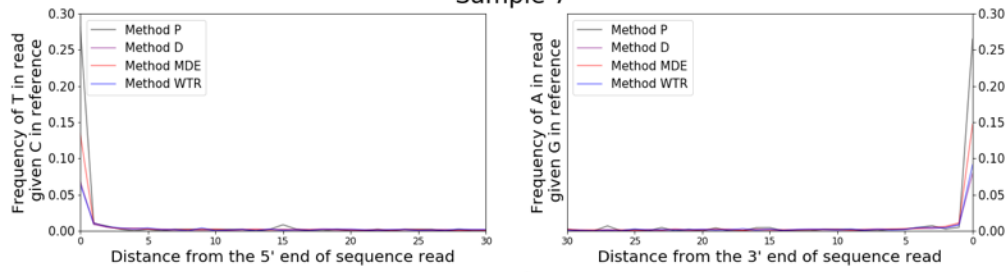 0.30
0.25
0.20
0.15
0.10
0.05
0.00
Frequency of T in read
given C in reference
Method P
Method D
Method MDE
Method WTR
0 5 10 15 20 25 30
Distance from the 5' end of sequence read
Frequency of A in read
given G in reference
Method P
Method D
Method MDE
Method WTR
0.30
0.25
0.20
0.15
0.10
0.05
0.00
30 25 20 15 10 5 0
Distance from the 3' end of sequence read